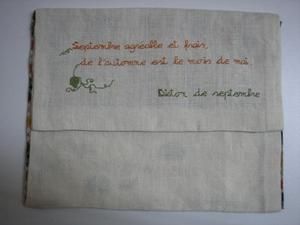 Septembre agréable et frais,
de l'automne est le mois de mai.
Dicton de septembre